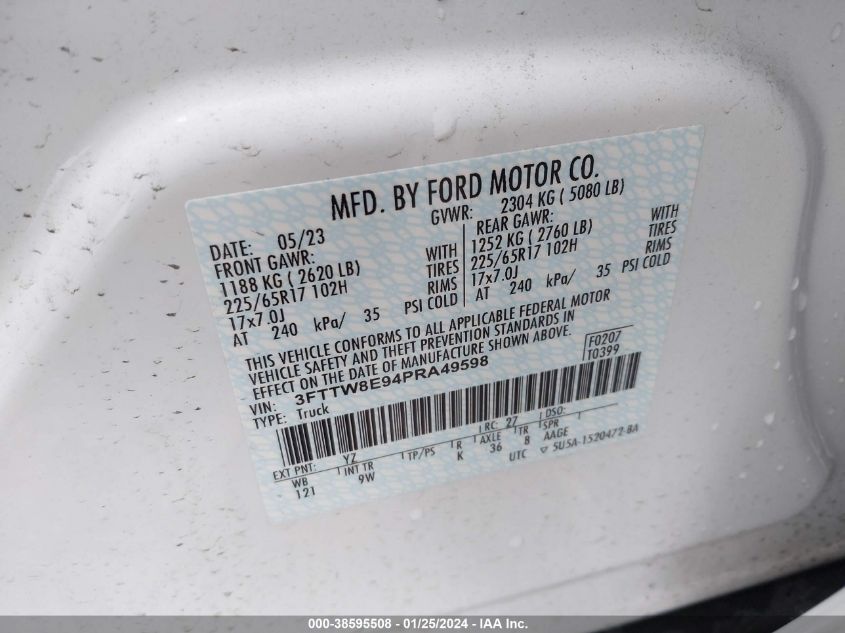 MFD. BY FORD MOTOR CO.
DATE: 05/23 GVWR: 2304 KG ( 5080 LB)
FRONT GAWR: REAR GAWR:
1188 KG ( 2620 LB) WITH 1252 KG ( 2760 LB) WITH
225/65R17 102H TIRES 225/65R17 102H TIRES
17x7.0J RIMS 17x7.0J RIMS
AT 240 kPa/ 35 PSI COLD AT 240 kPa/ 35 PSI COLD
THIS VEHICLE CONFORMS TO ALL APPLICABLE FEDERAL MOTOR
VEHICLE SAFETY AND THEFT PREVENTION STANDARDS IN
EFFECT ON THE DATE OF MANUFACTURE SHOWN ABOVE.
VIN: 3FTTW8E94PRA49598 F0207
TYPE: Truck T0399
EXT PNT: YZ RC: 27 DSO:
WB INT TR TP/PS R AXLE TR SPR
121 9W K 36 8 AAGE
UTC ▽ 5U5A-1520472-BA
000-38595508 - 01/25/2024 - IAA Inc.